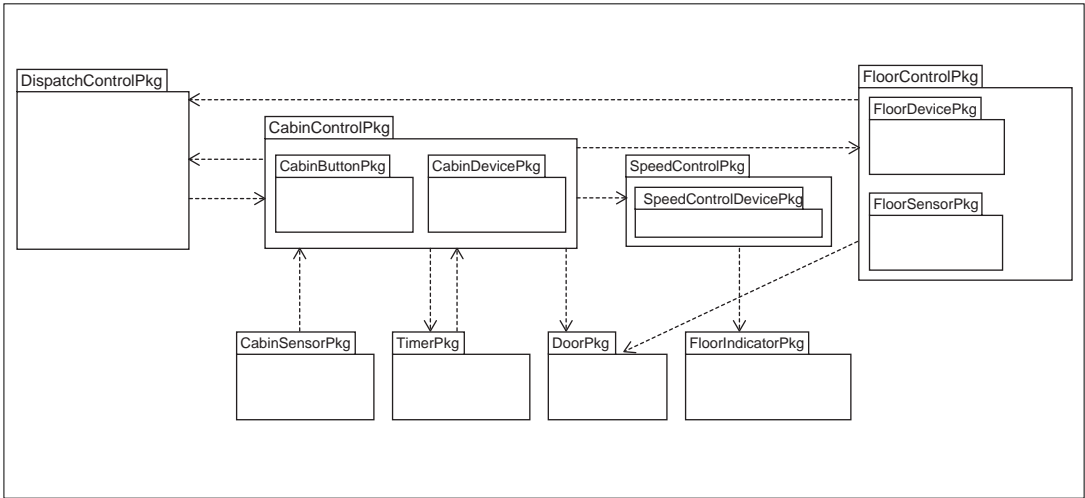 DispatchControlPkg
FloorControlPkg
FloorDevicePkg
CabinControlPkg
CabinButtonPkg
CabinDevicePkg
SpeedControlPkg
SpeedControlDevicePkg
FloorSensorPkg
CabinSensorPkg
TimerPkg
DoorPkg
FloorIndicatorPkg